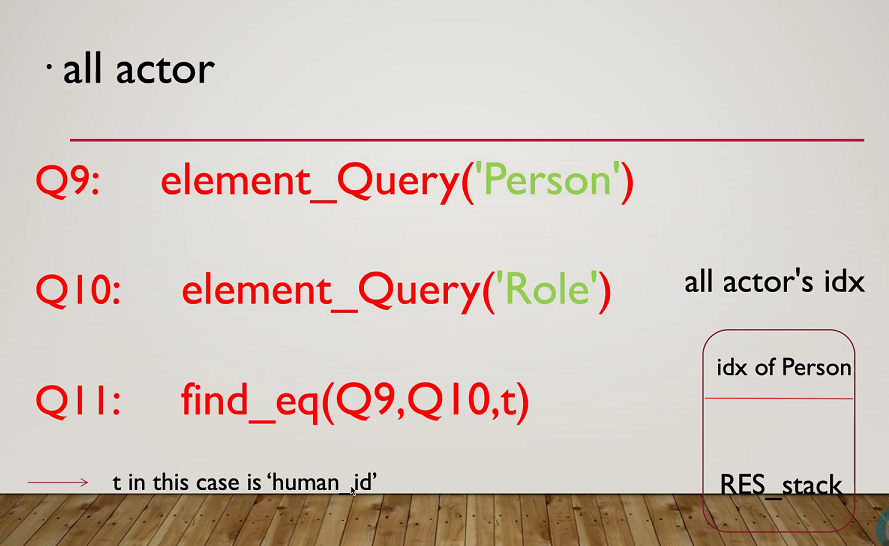 · all actor
Q9: element_Query('Person')
Q10: element_Query('Role')
all actor's idx
idx of Person
Q11: find_eq(Q9,Q10,t)
t in this case is ‘human_id’
RES_stack